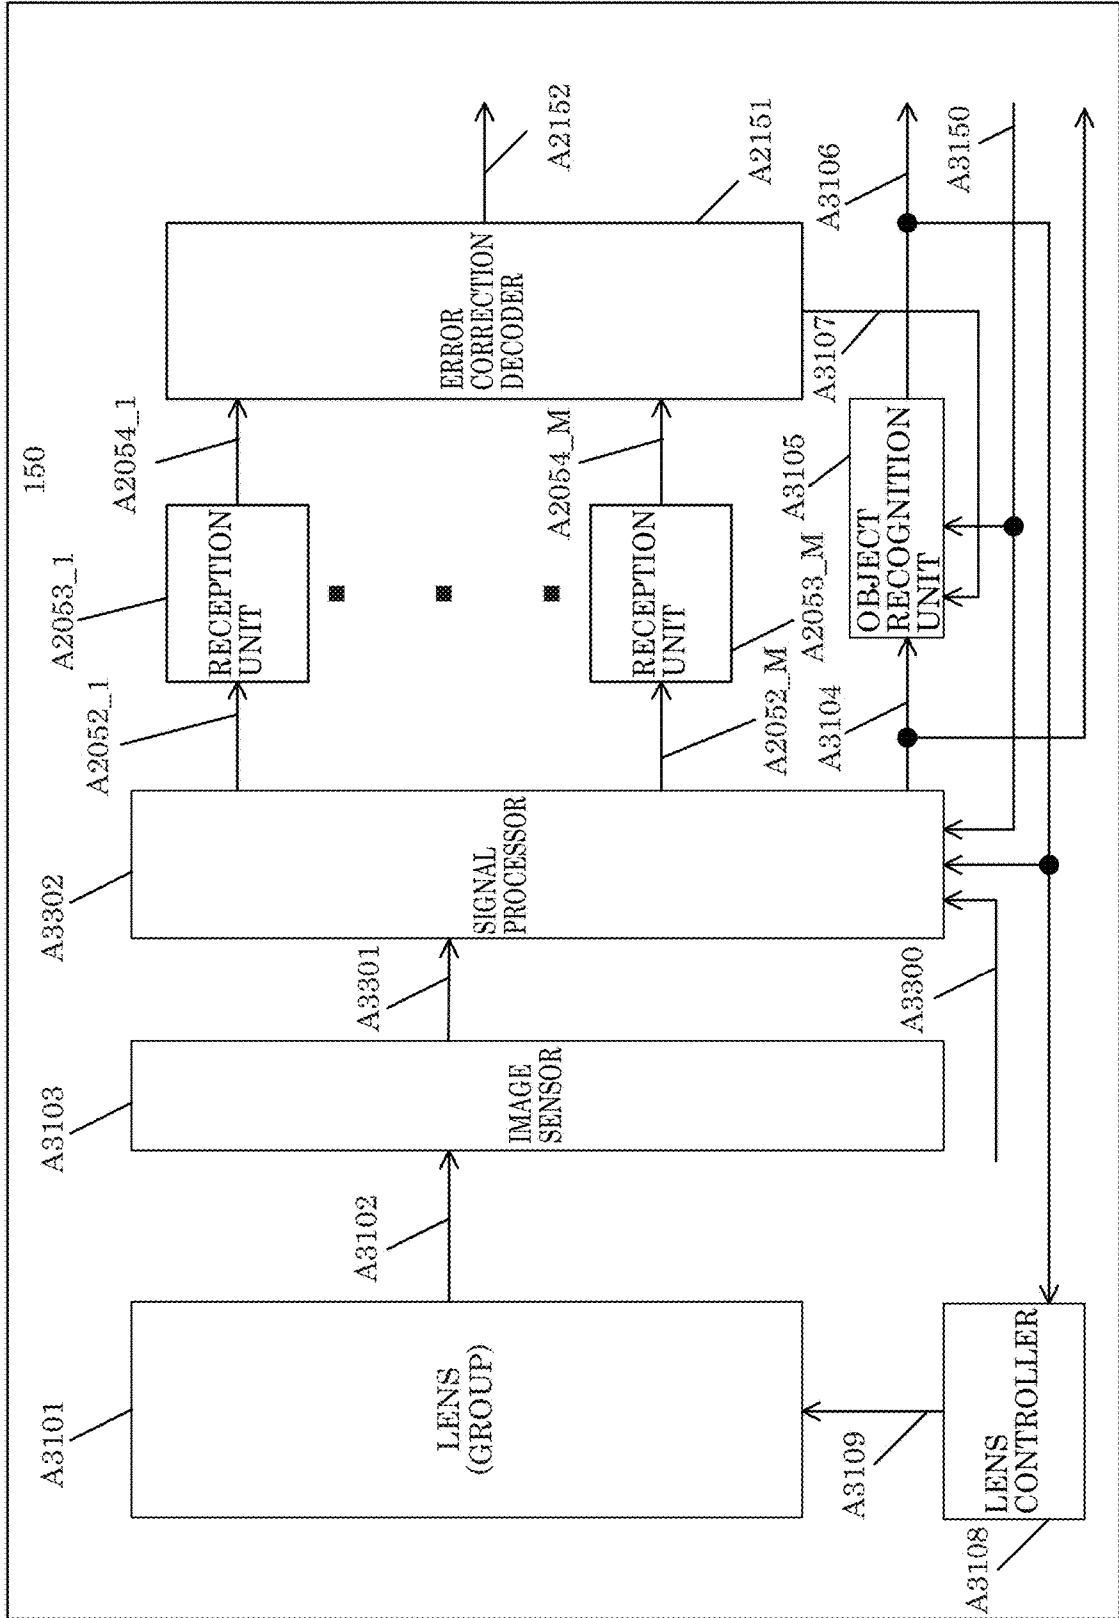 150
A3101
LENS
(GROUP)
A3102
A3103
IMAGE
SENSOR
A3301
A3302
SIGNAL
PROCESSOR
A2052_1
A2053_1
RECEPTION
UNIT
A2054_1
A2052_M
A2053_M
RECEPTION
UNIT
A2054_M
ERROR
CORRECTION
DECODER
A2152
A2151
A3104
A3105
OBJECT
RECOGNITION
UNIT
A3107
A3106
A3150
A3300
A3109
A3108
LENS
CONTROLLER